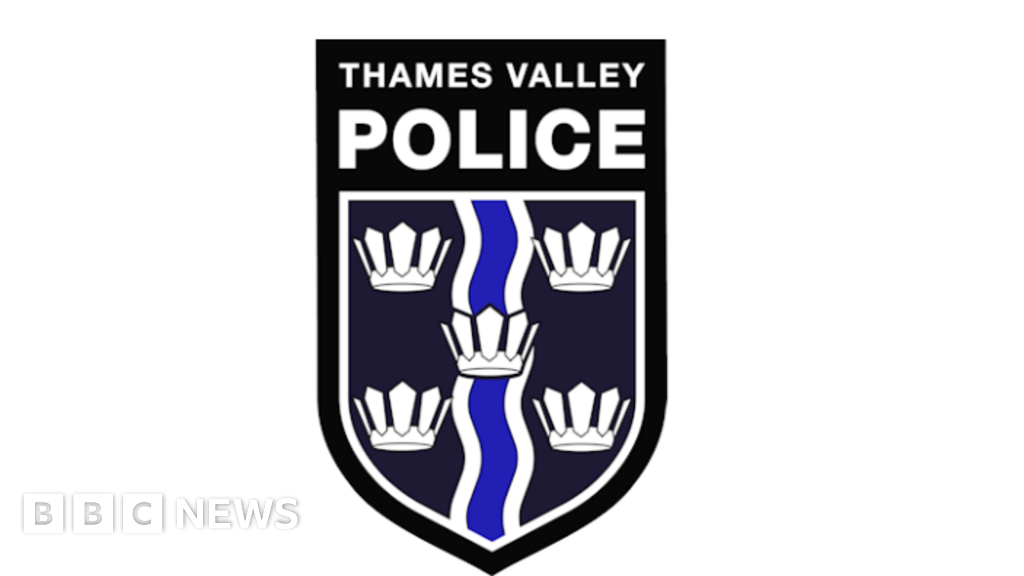 THAMES VALLEY
POLICE
BBC NEWS